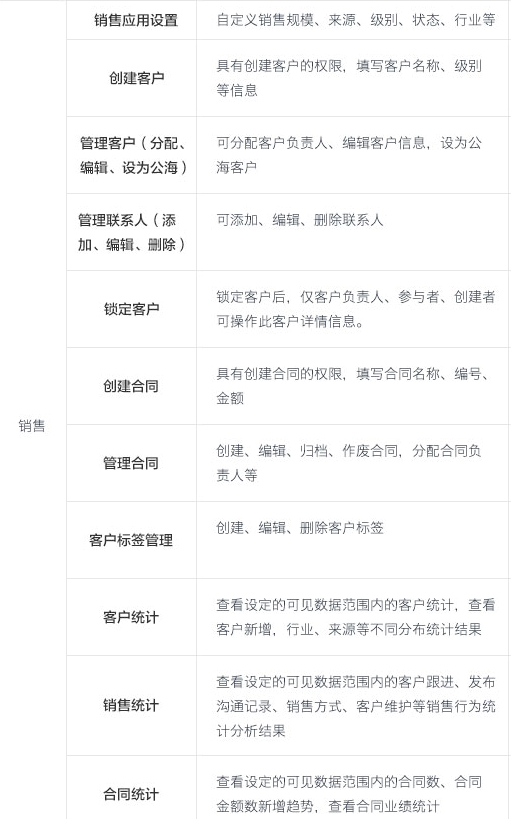 销售应用设置
自定义销售规模、来源、级别、状态、行业等
创建客户
具有创建客户的权限，填写客户名称、级别
等信息
管理客户（分配、
编辑、设为公海）
可分配客户负责人、编辑客户信息，设为公
海客户
管理联系人（添
加、编辑、删除）
可添加、编辑、删除联系人
锁定客户
锁定客户后，仅客户负责人、参与者、创建者
可操作此客户详情信息。
创建合同
具有创建合同的权限，填写合同名称、编号、
金额
销售
管理合同
创建、编辑、归档、作废合同，分配合同负
责人等
客户标签管理
创建、编辑、删除客户标签
客户统计
查看设定的可见数据范围内的客户统计，查看
客户新增，行业、来源等不同分布统计结果
销售统计
查看设定的可见数据范围内的客户跟进、发布
沟通记录、销售方式、客户维护等销售行为统
计分析结果
合同统计
查看设定的可见数据范围内的合同数、合同
金额数新增趋势，查看合同业绩统计